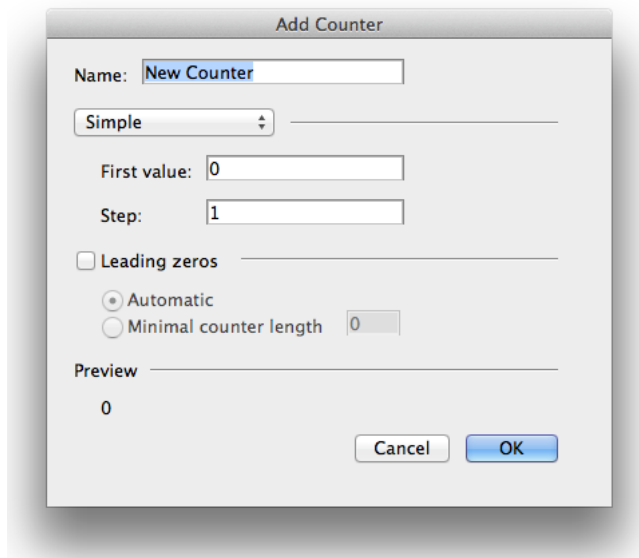 Add Counter
Name: New Counter
Simple
First value: 0
Step: 1
Leading zeros
Automatic
Minimal counter length 0
Preview
0
Cancel OK